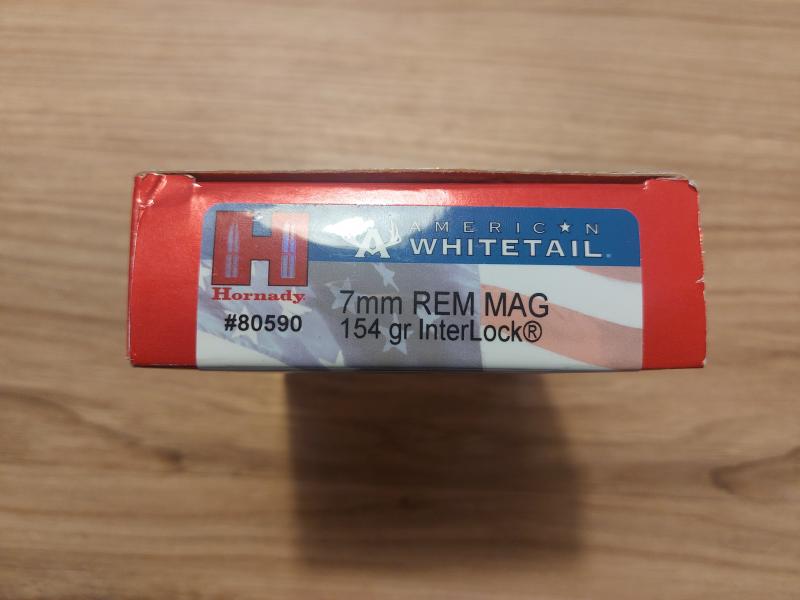 AMERICAN
WHITETAIL
H
Hornady
#80590
7mm REM MAG
154 gr InterLock®